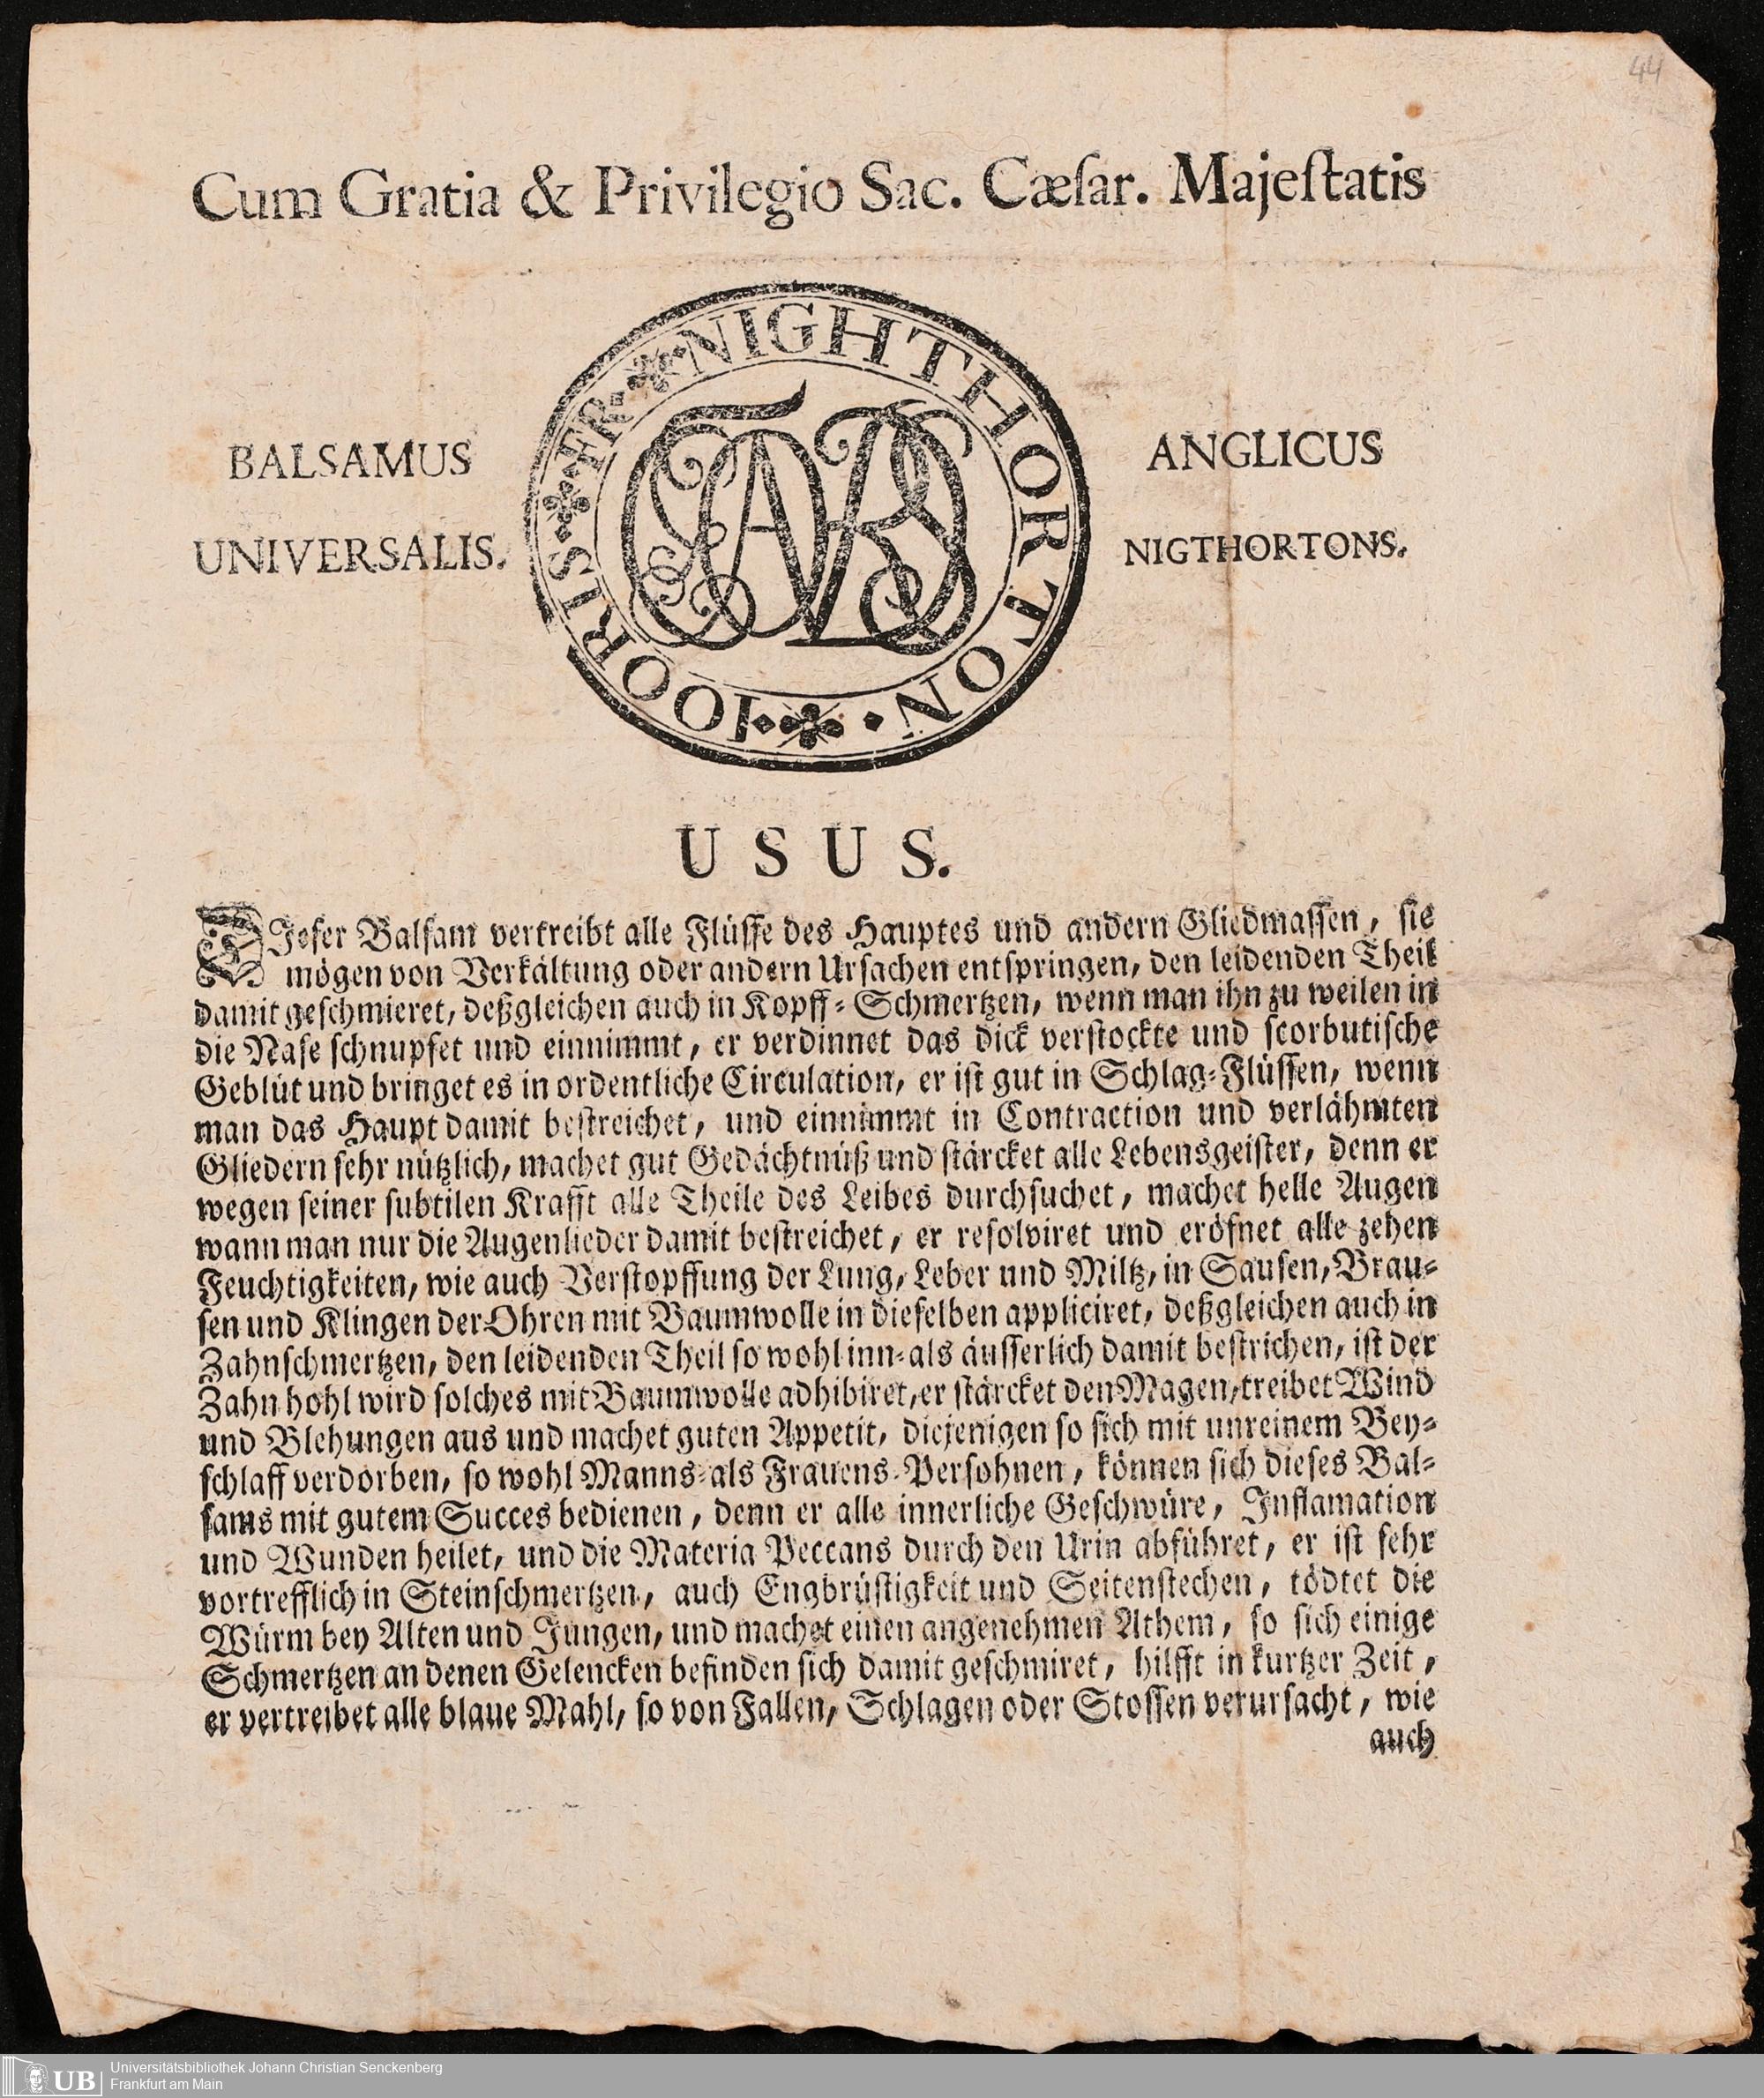 44
Cum Gratia & Privilegio Sac. Cæſar. Majeſtatis
NIGHTHORTON · IOORIS · FR ·
BALSAMUS
ANGLICUS
UNIVERSALIS.
NIGTHORTONS.
USUS.
DIeſer Balſam vertreibt alle Flüſſe des Hauptes und andern Gliedmaſſen, ſie
mögen von Verkältung oder andern Urſachen entſpringen, den leidenden Theil
damit geſchmieret, deßgleichen auch in Kopff-Schmertzen, wenn man ihn zu weilen in
die Naſe ſchnupfet und einnimmt, er verdinnet das dick verſtockte und ſcorbutiſche
Geblüt und bringet es in ordentliche Circulation, er iſt gut in Schlag-Flüſſen, wenn
man das Haupt damit beſtreichet, und einnimmt in Contraction und verlähmten
Gliedern ſehr nützlich, machet gut Gedächtnüß und ſtärcket alle Lebensgeiſter, denn er
wegen ſeiner ſubtilen Krafft alle Theile des Leibes durchſuchet, machet helle Augen
wann man nur die Augenlieder damit beſtreichet, er reſolviret und eröfnet alle zehen
Feuchtigkeiten, wie auch Verſtopffung der Lung, Leber und Miltz, in Sauſen, Brau-
ſen und Klingen der Ohren mit Baumwolle in dieſelben appliciret, deßgleichen auch in
Zahnſchmertzen, den leidenden Theil ſo wohl inn-als äuſſerlich damit beſtrichen, iſt der
Zahn hohl wird ſolches mit Baumwolle adhibiret, er ſtärcket den Magen, treibet Wind
und Blehungen aus und machet guten Appetit, diejenigen ſo ſich mit unreinem Bey-
ſchlaff verdorben, ſo wohl Manns-als Frauens-Perſohnen, können ſich dieſes Bal-
ſams mit gutem Succes bedienen, denn er alle innerliche Geſchwüre, Inflamation
und Wunden heilet, und die Materia Peccans durch den Urin abführet, er iſt ſehr
vortrefflich in Steinſchmertzen, auch Engbrüſtigkeit und Seitenſtechen, tödtet die
Würm bey Alten und Jungen, und machet einen angenehmen Athem, ſo ſich einige
Schmertzen an denen Gelencken befinden ſich damit geſchmiret, hilfft in kurtzer Zeit,
er vertreibet alle blaue Mahl, ſo von Fallen, Schlagen oder Stoſſen verurſacht, wie
auch
UB
Universitätsbibliothek Johann Christian Senckenberg
Frankfurt am Main